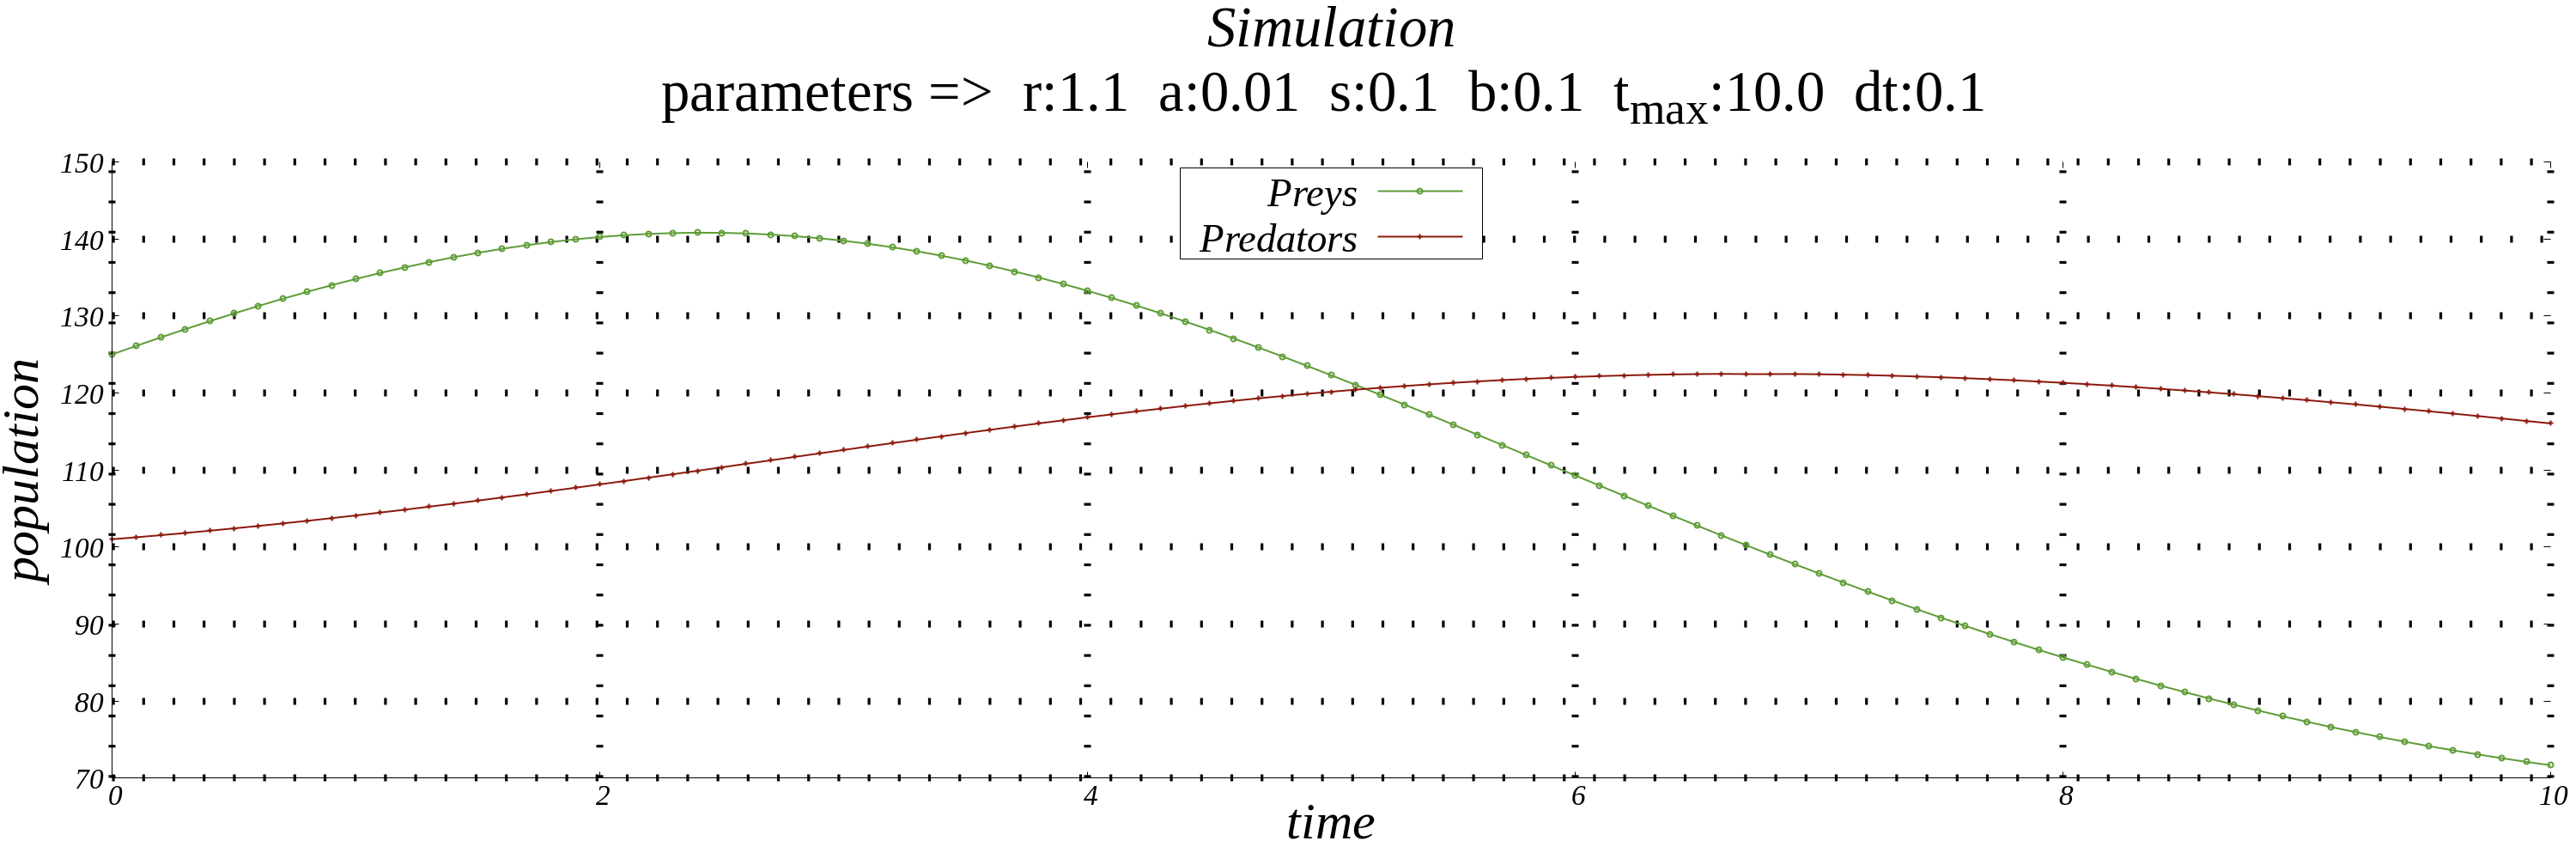 Simulation
parameters =>  r:1.1  a:0.01  s:0.1  b:0.1  tmax:10.0  dt:0.1
150
140
130
120
110
100
90
80
70
population
Preys
Predators
0 2 4 6 8 10
time